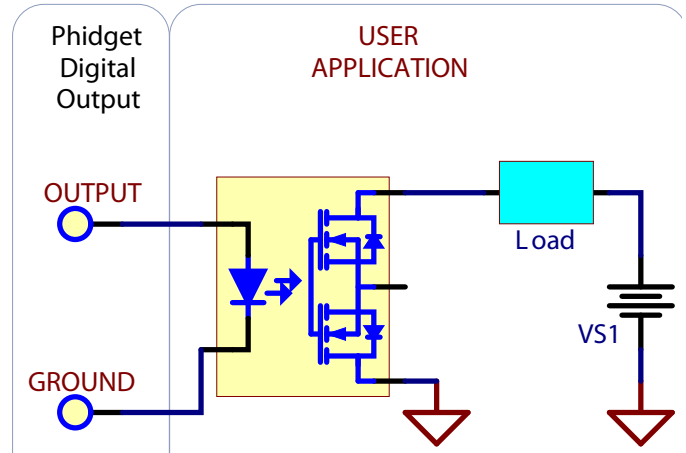 Phidget
Digital
Output
USER
APPLICATION
OUTPUT
Load
VS1
GROUND